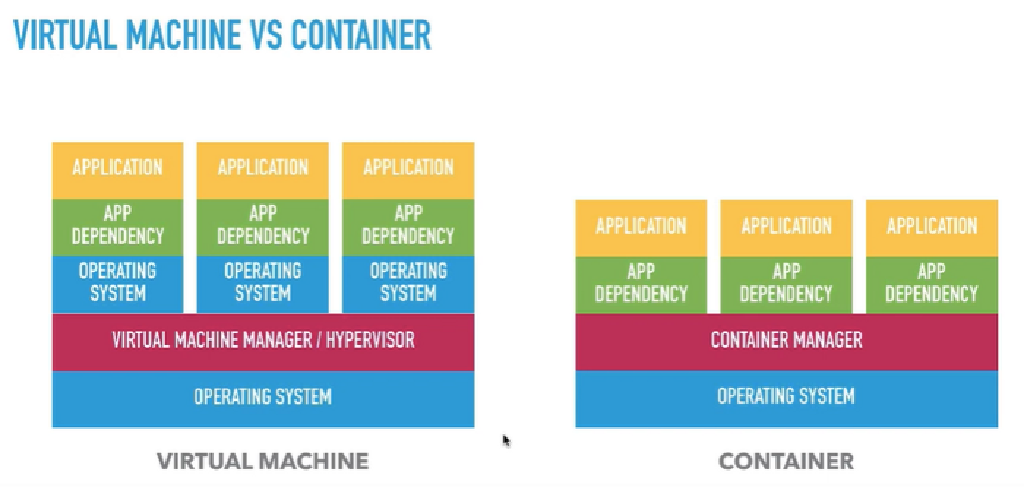 VIRTUAL MACHINE VS CONTAINER
APPLICATION
APPLICATION
APPLICATION
APP
DEPENDENCY
APP
DEPENDENCY
APP
DEPENDENCY
OPERATING
SYSTEM
OPERATING
SYSTEM
OPERATING
SYSTEM
VIRTUAL MACHINE MANAGER / HYPERVISOR
OPERATING SYSTEM
VIRTUAL MACHINE
APPLICATION
APPLICATION
APPLICATION
APP
DEPENDENCY
APP
DEPENDENCY
APP
DEPENDENCY
CONTAINER MANAGER
OPERATING SYSTEM
CONTAINER